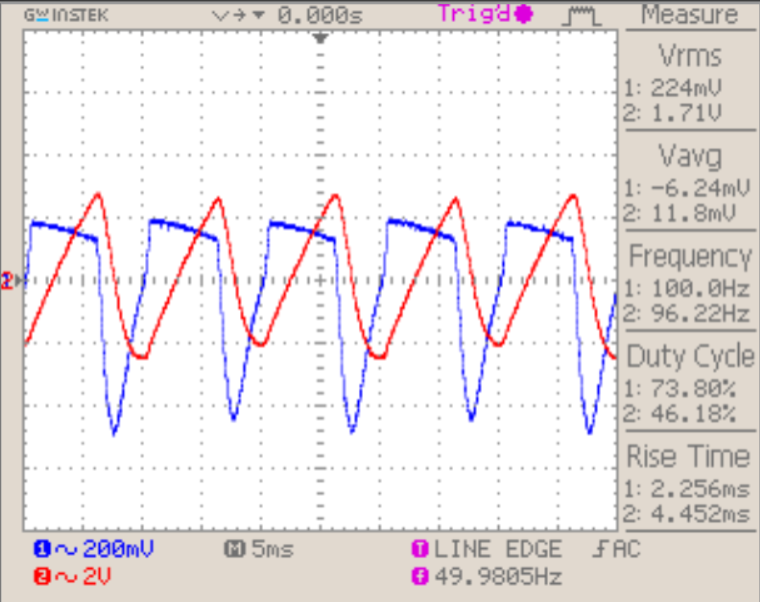 GW INSTEK 0.000s Trig'd Measure
Vrms
1: 224mV
2: 1.71V
Vavg
1: -6.24mV
2: 11.8mV
Frequency
1: 100.0Hz
2: 96.22Hz
Duty Cycle
1: 73.80%
2: 46.18%
Rise Time
1: 2.256ms
2: 4.452ms
2
1 200mV M 5ms T LINE EDGE AC
2 2V f 49.9805Hz